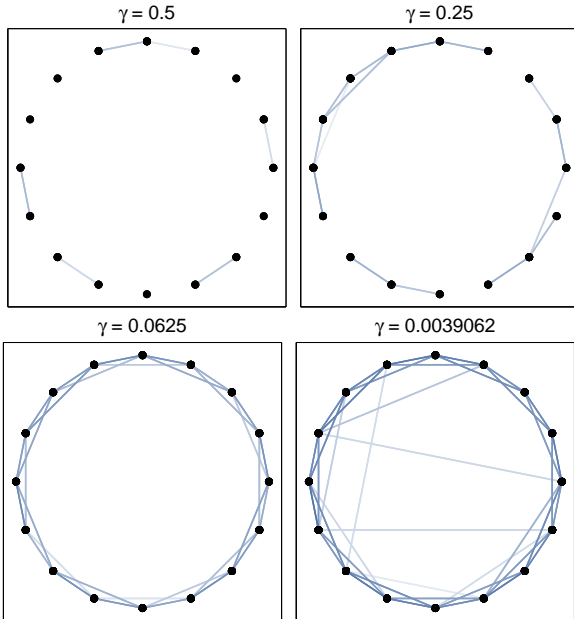 γ = 0.5
γ = 0.25
γ = 0.0625
γ = 0.0039062